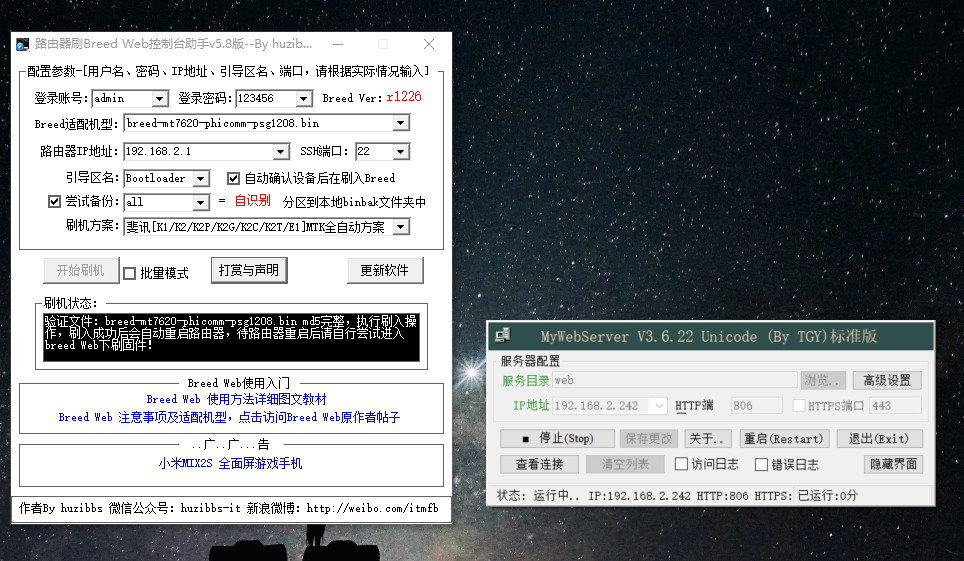 路由器刷Breed Web控制台助手v5.8版--By huzib...
配置参数-[用户名、密码、IP地址、引导区名、端口，请根据实际情况输入]
登录账号: admin 登录密码: 123456 Breed Ver: r1226
Breed适配机型: breed-mt7620-phicomm-psg1208.bin
路由器IP地址: 192.168.2.1 SSH端口: 22
引导区名: Bootloader 自动确认设备后在刷入Breed
尝试备份: all = 自识别 分区到本地binbak文件夹中
刷机方案: 斐讯[K1/K2/K2P/K2G/K2C/K2T/E1]MTK全自动方案
开始刷机 批量模式 打赏与声明 更新软件
刷机状态:
验证文件: breed-mt7620-phicomm-psg1208.bin md5完整，执行刷入操
作，刷入成功后会自动重启路由器，待路由器重启后请自行尝试进入
breed Web下刷固件!
Breed Web使用入门
Breed Web 使用方法详细图文教材
Breed Web 注意事项及适配机型，点击访问Breed Web原作者帖子
..广..广...告
小米MIX2S 全面屏游戏手机
作者By huzibbs 微信公众号: huzibbs-it 新浪微博: http://weibo.com/itmfb
MyWebServer V3.6.22 Unicode (By TGY)标准版
服务器配置
服务目录 web 浏览.. 高级设置
IP地址 192.168.2.242 HTTP端 806 HTTPS端口 443
■ 停止(Stop) 保存更改 关于.. 重启(Restart) 退出(Exit)
查看连接 清空列表 访问日志 错误日志 隐藏界面
状态: 运行中.. IP:192.168.2.242 HTTP:806 HTTPS: 已运行:0分